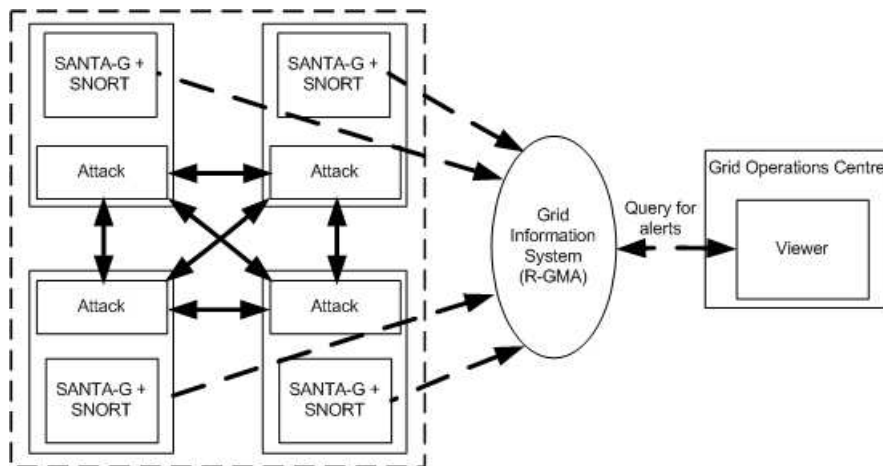 SANTA-G +
SNORT
SANTA-G +
SNORT
Attack
Attack
Attack
Attack
SANTA-G +
SNORT
SANTA-G +
SNORT
Grid
Information
System
(R-GMA)
Query for
alerts
Grid Operations Centre
Viewer